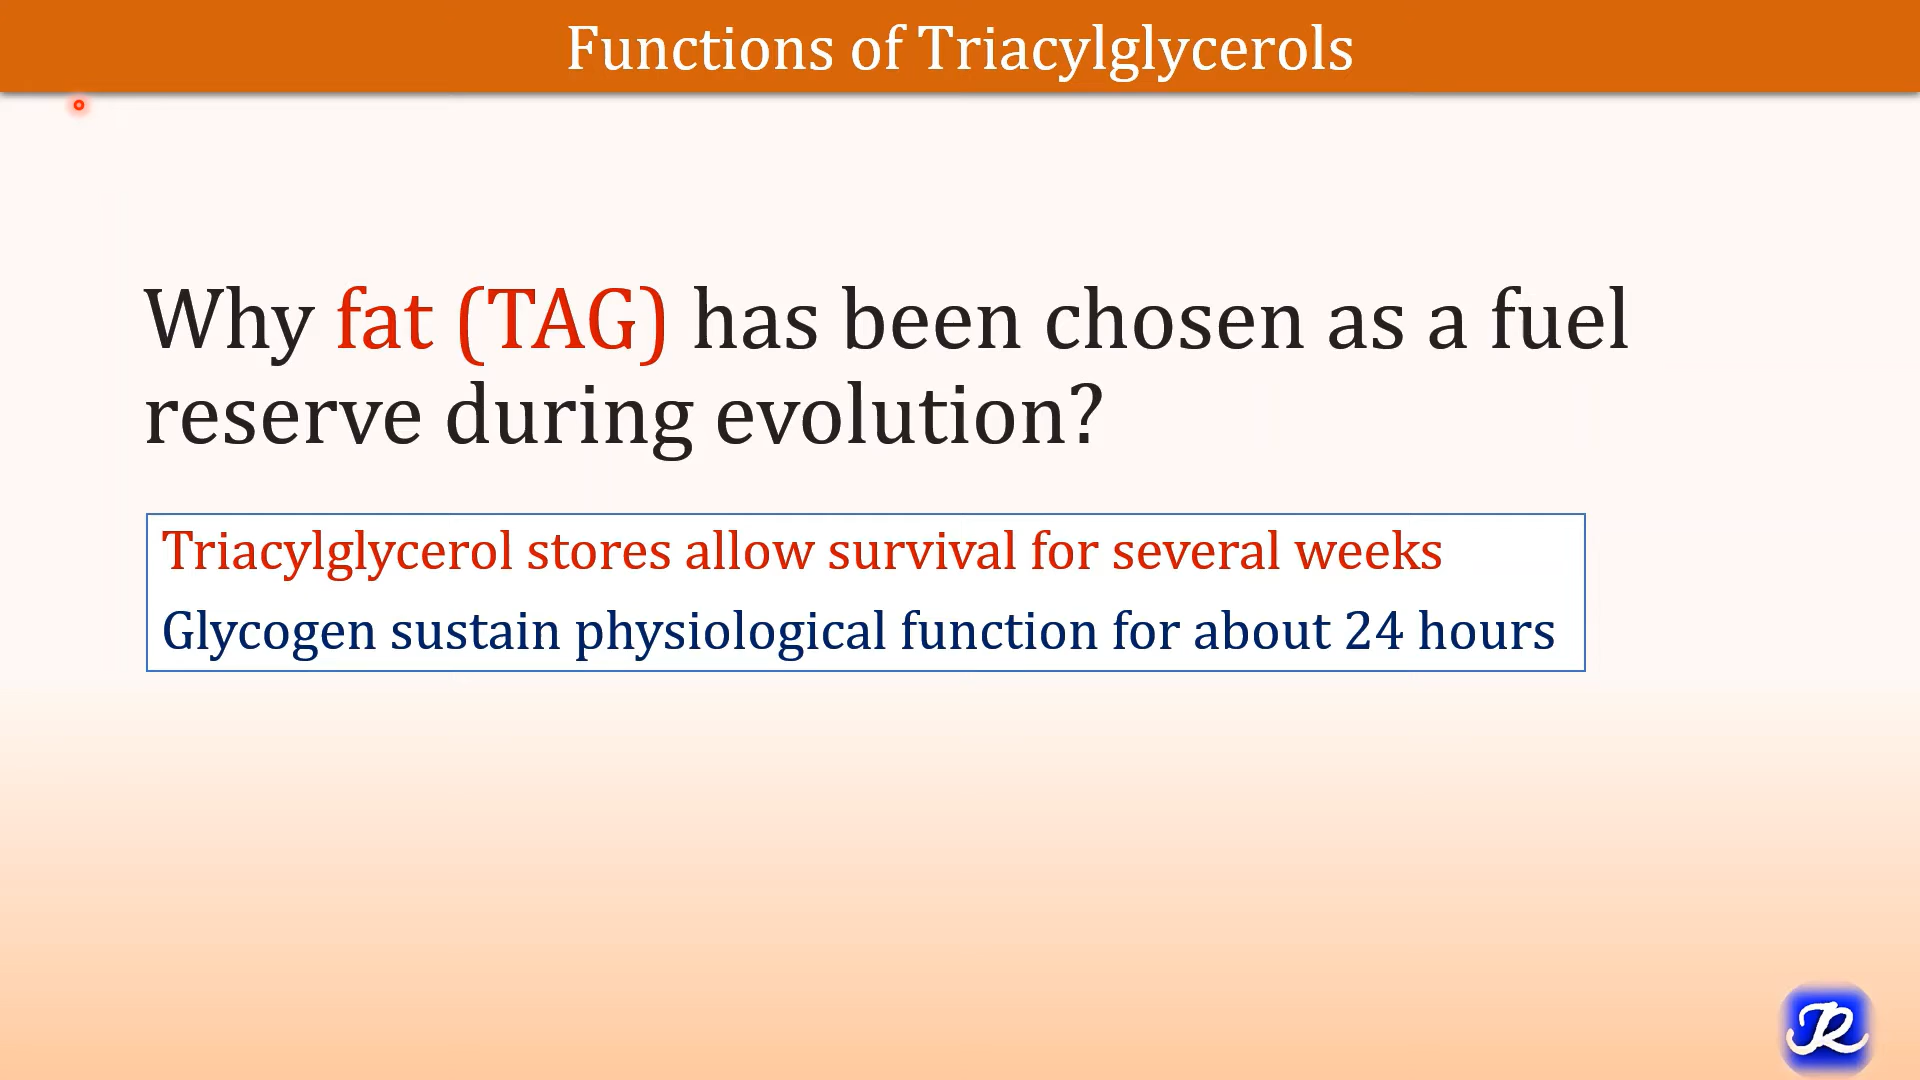 Functions of Triacylglycerols
Why fat (TAG) has been chosen as a fuel
reserve during evolution?
Triacylglycerol stores allow survival for several weeks
Glycogen sustain physiological function for about 24 hours
JR